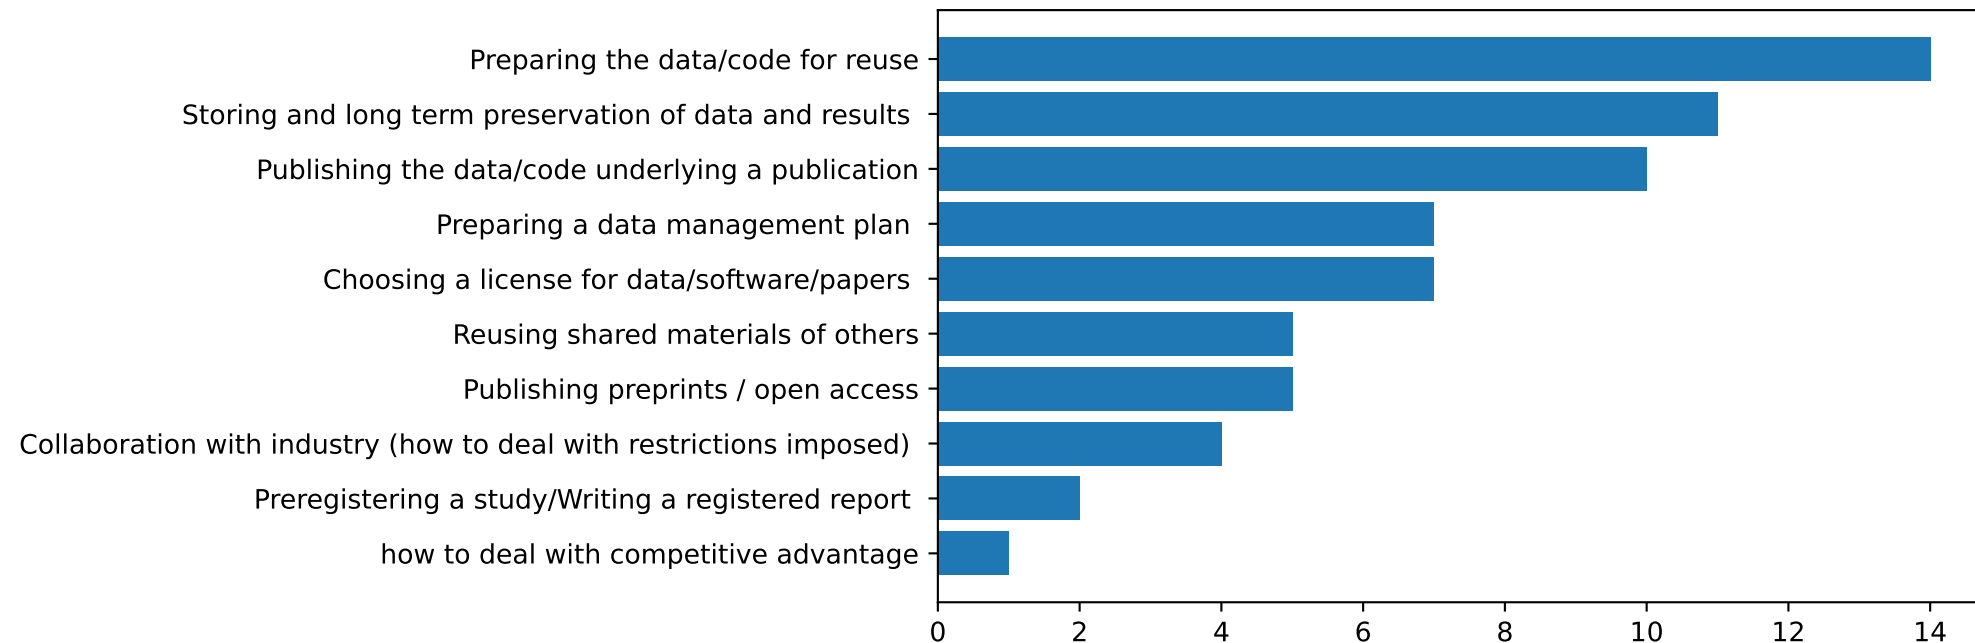 Preparing the data/code for reuse
Storing and long term preservation of data and results
Publishing the data/code underlying a publication
Preparing a data management plan
Choosing a license for data/software/papers
Reusing shared materials of others
Publishing preprints / open access
Collaboration with industry (how to deal with restrictions imposed)
Preregistering a study/Writing a registered report
how to deal with competitive advantage
0 2 4 6 8 10 12 14